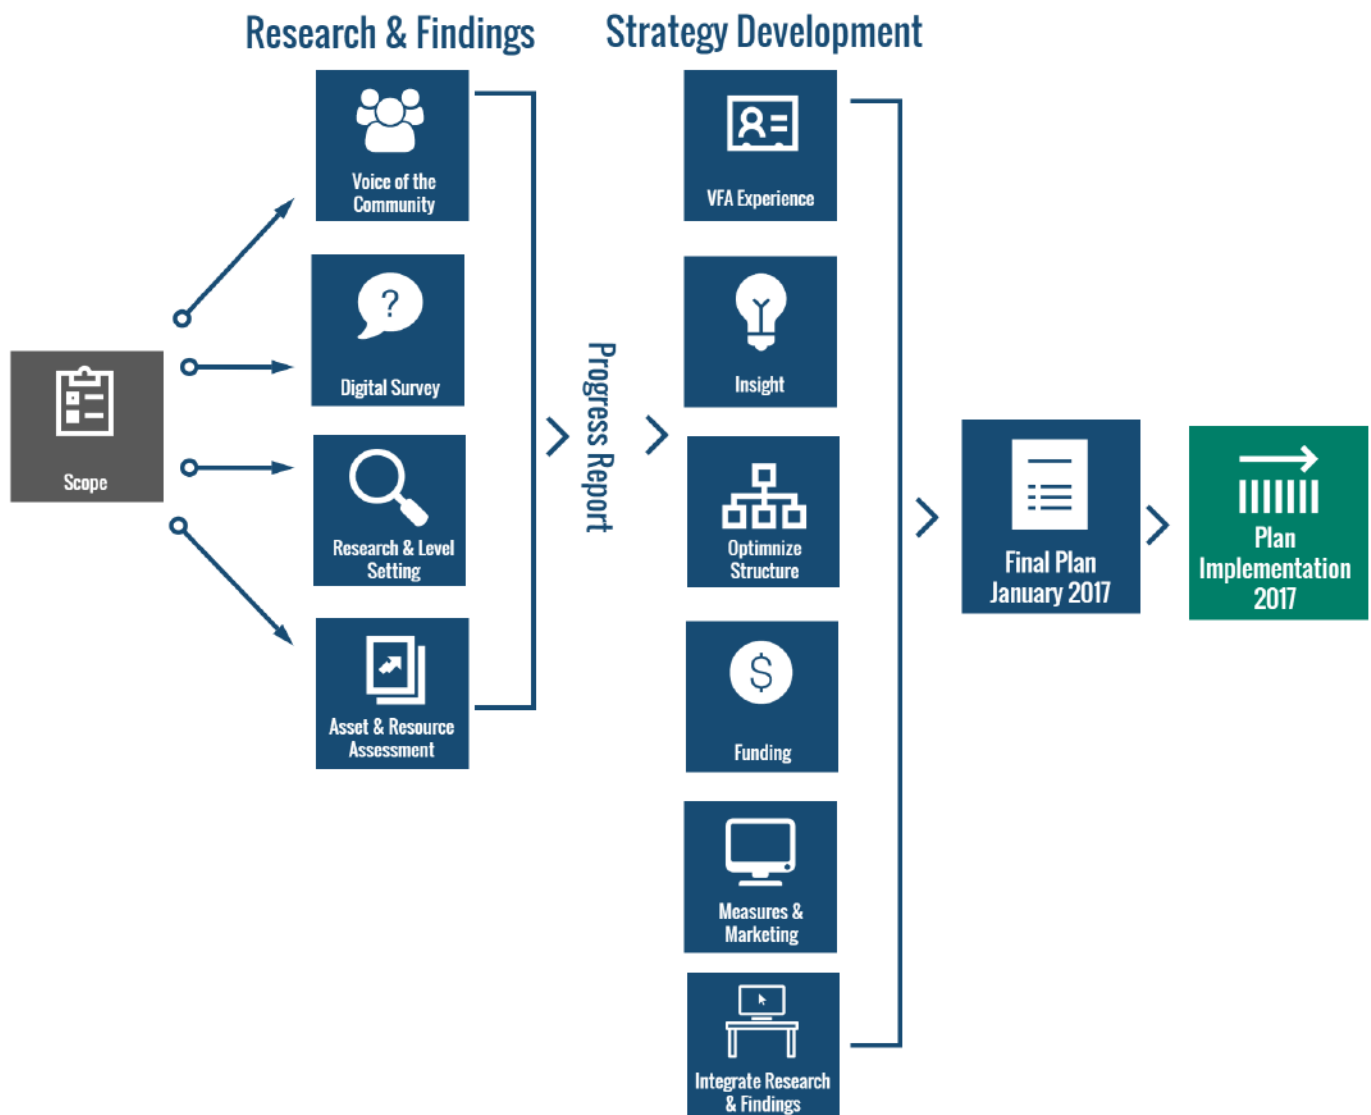 Research & Findings
Strategy Development
Scope
Voice of the
Community
?
Digital Survey
Research & Level
Setting
Asset & Resource
Assessment
Progress Report
VFA Experience
Insight
Optimnize
Structure
$
Funding
Measures &
Marketing
Integrate Research
& Findings
Final Plan
January 2017
Plan
Implementation
2017